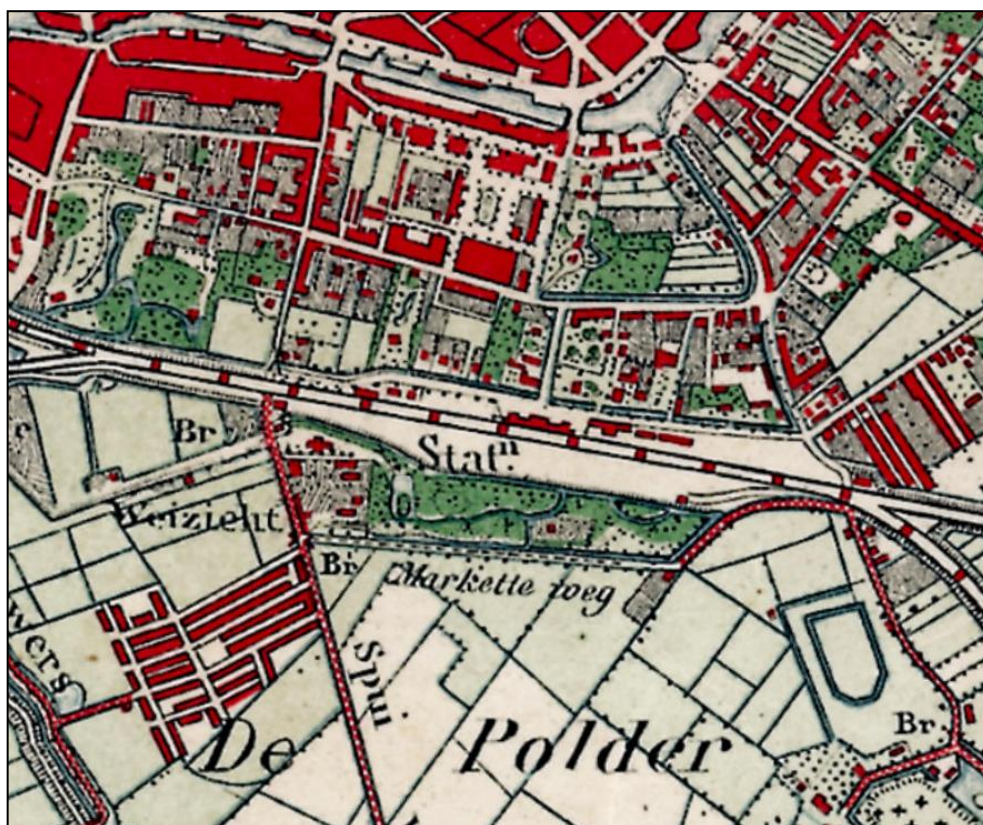 Br
Statn.
Weizicht
Br
Markette weg
Spui
De Polder
Br